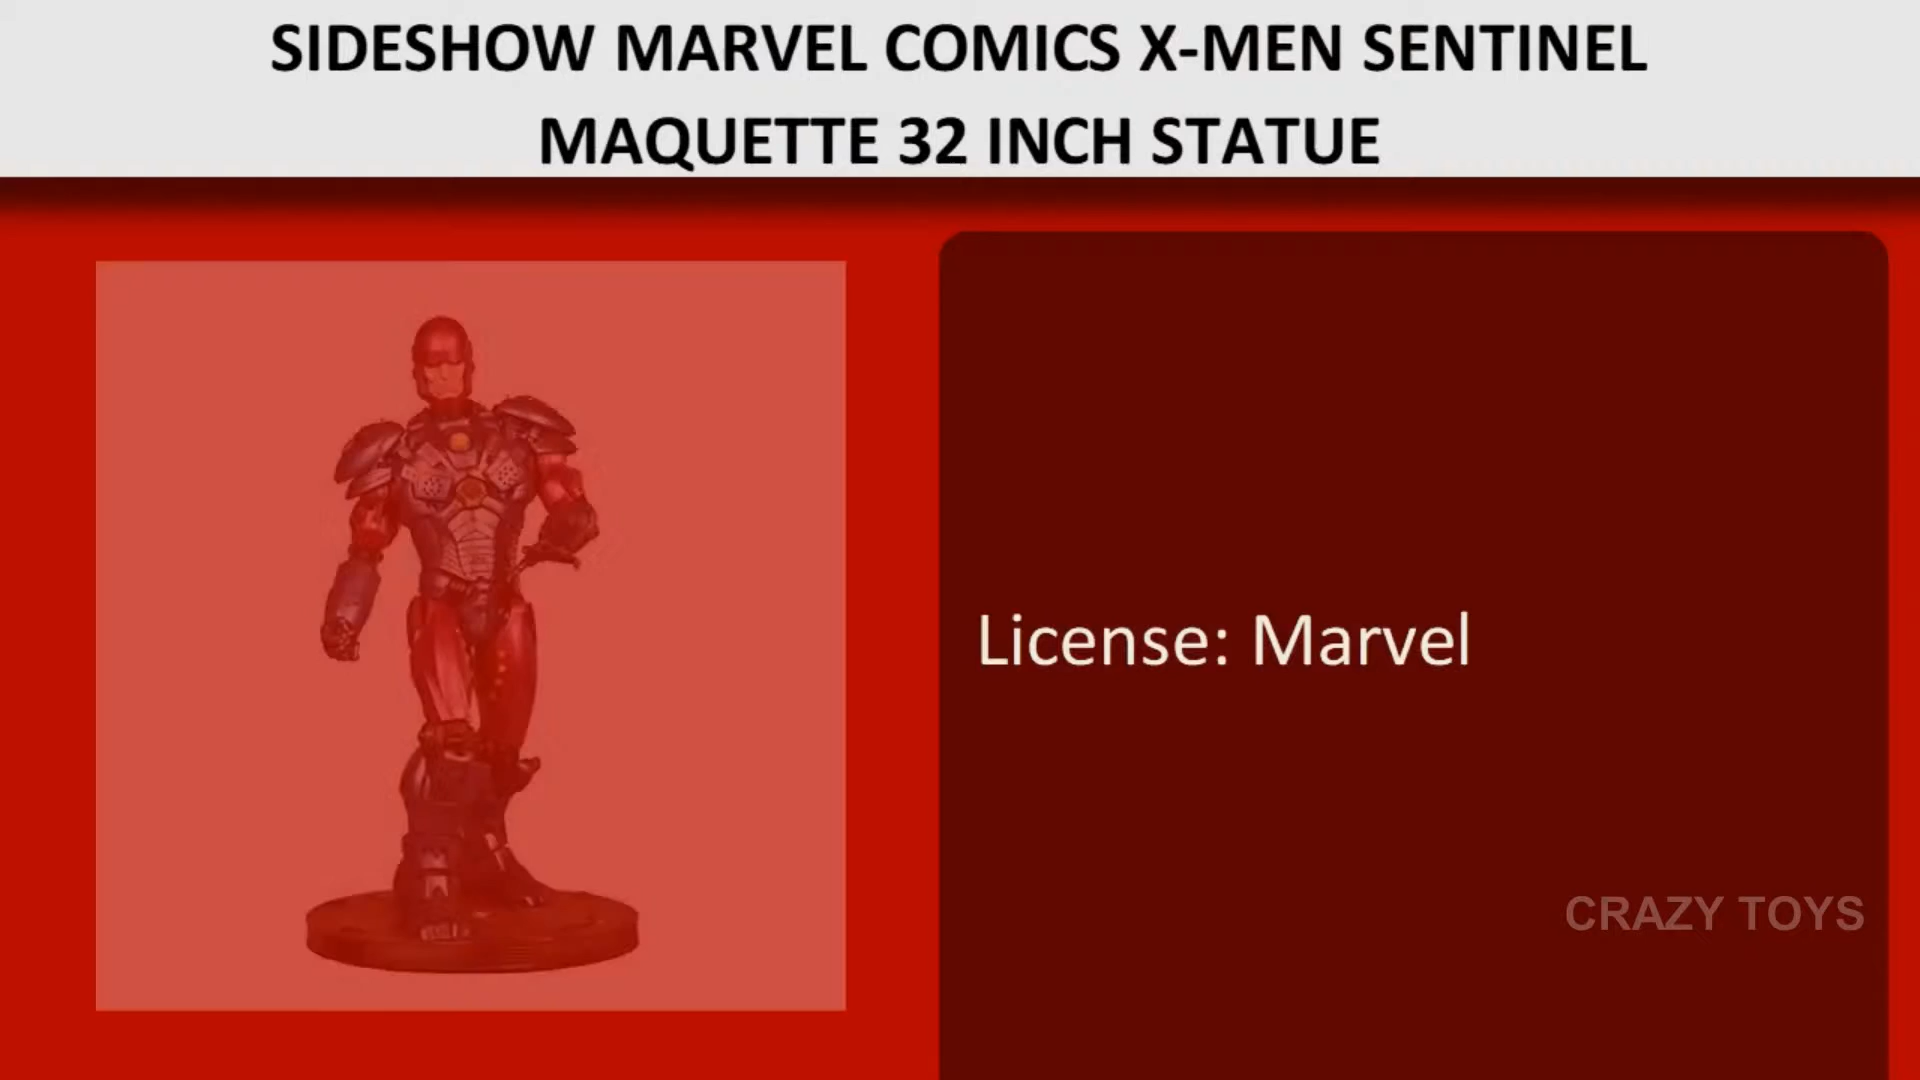 SIDESHOW MARVEL COMICS X-MEN SENTINEL
MAQUETTE 32 INCH STATUE
License: Marvel
CRAZY TOYS